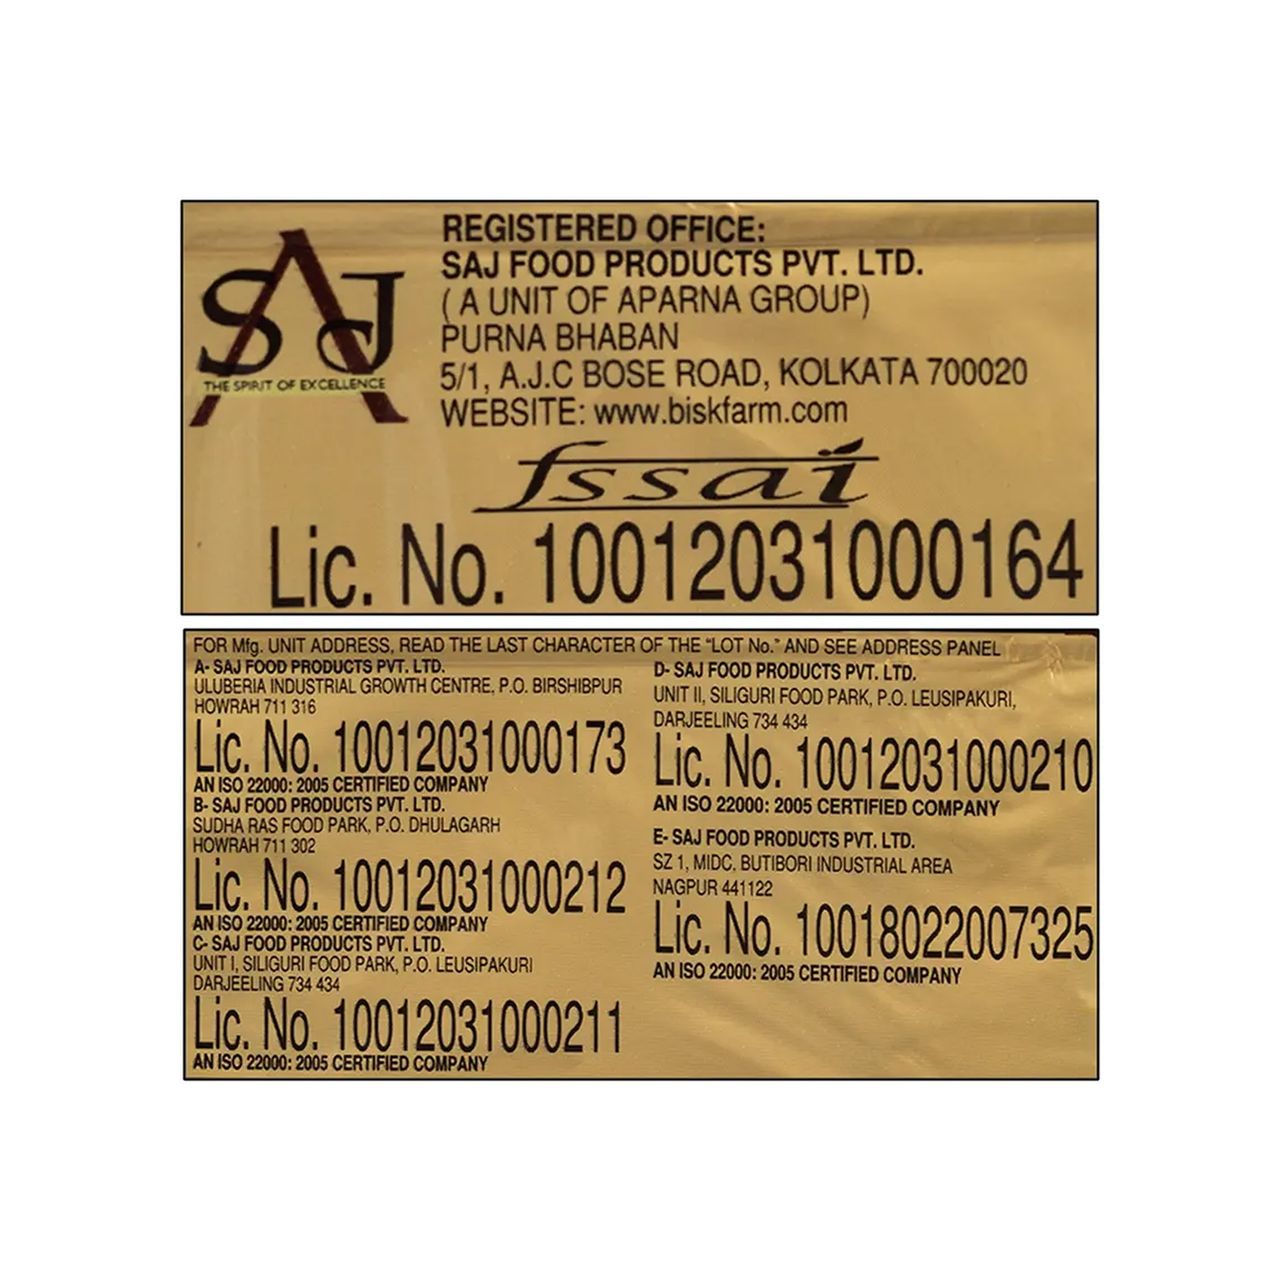 SAJ
THE SPIRIT OF EXCELLENCE
REGISTERED OFFICE:
SAJ FOOD PRODUCTS PVT. LTD.
( A UNIT OF APARNA GROUP)
PURNA BHABAN
5/1, A.J.C BOSE ROAD, KOLKATA 700020
WEBSITE: www.biskfarm.com
fssai
Lic. No. 10012031000164
FOR Mfg. UNIT ADDRESS, READ THE LAST CHARACTER OF THE "LOT No." AND SEE ADDRESS PANEL
A- SAJ FOOD PRODUCTS PVT. LTD.
ULUBERIA INDUSTRIAL GROWTH CENTRE, P.O. BIRSHIBPUR
HOWRAH 711 316
Lic. No. 10012031000173
AN ISO 22000: 2005 CERTIFIED COMPANY
B- SAJ FOOD PRODUCTS PVT. LTD.
SUDHA RAS FOOD PARK, P.O. DHULAGARH
HOWRAH 711 302
Lic. No. 10012031000212
AN ISO 22000: 2005 CERTIFIED COMPANY
C- SAJ FOOD PRODUCTS PVT. LTD.
UNIT I, SILIGURI FOOD PARK, P.O. LEUSIPAKURI
DARJEELING 734 434
Lic. No. 10012031000211
AN ISO 22000: 2005 CERTIFIED COMPANY
D- SAJ FOOD PRODUCTS PVT. LTD.
UNIT II, SILIGURI FOOD PARK, P.O. LEUSIPAKURI,
DARJEELING 734 434
Lic. No. 10012031000210
AN ISO 22000: 2005 CERTIFIED COMPANY
E- SAJ FOOD PRODUCTS PVT. LTD.
SZ 1, MIDC, BUTIBORI INDUSTRIAL AREA
NAGPUR 441122
Lic. No. 10018022007325
AN ISO 22000: 2005 CERTIFIED COMPANY